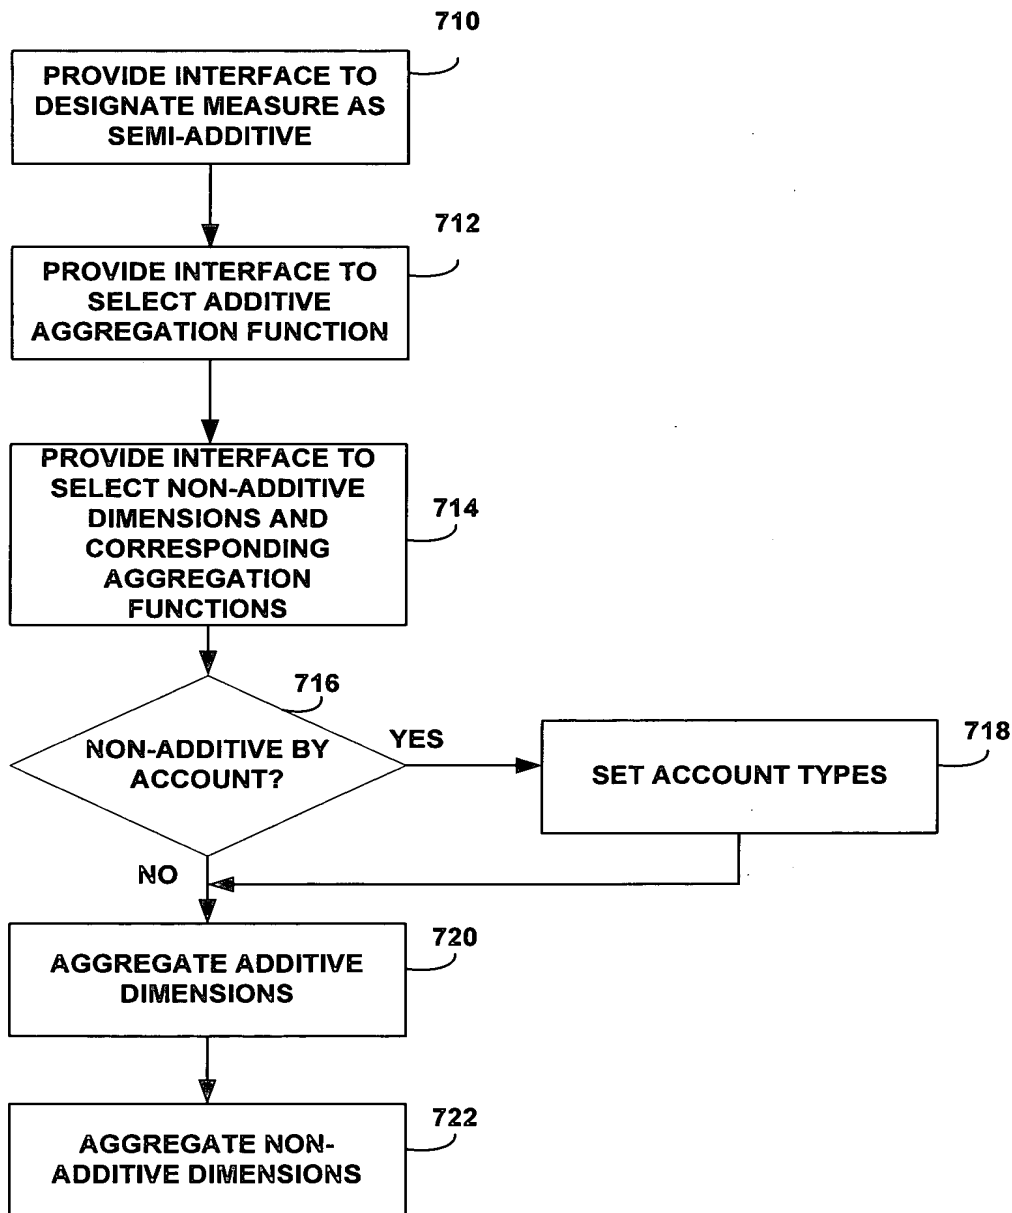 710
PROVIDE INTERFACE TO
DESIGNATE MEASURE AS
SEMI-ADDITIVE
712
PROVIDE INTERFACE TO
SELECT ADDITIVE
AGGREGATION FUNCTION
PROVIDE INTERFACE TO
SELECT NON-ADDITIVE
DIMENSIONS AND
CORRESPONDING
AGGREGATION
FUNCTIONS
714
716
NON-ADDITIVE BY
ACCOUNT?
YES
718
SET ACCOUNT TYPES
NO
720
AGGREGATE ADDITIVE
DIMENSIONS
722
AGGREGATE NON-
ADDITIVE DIMENSIONS